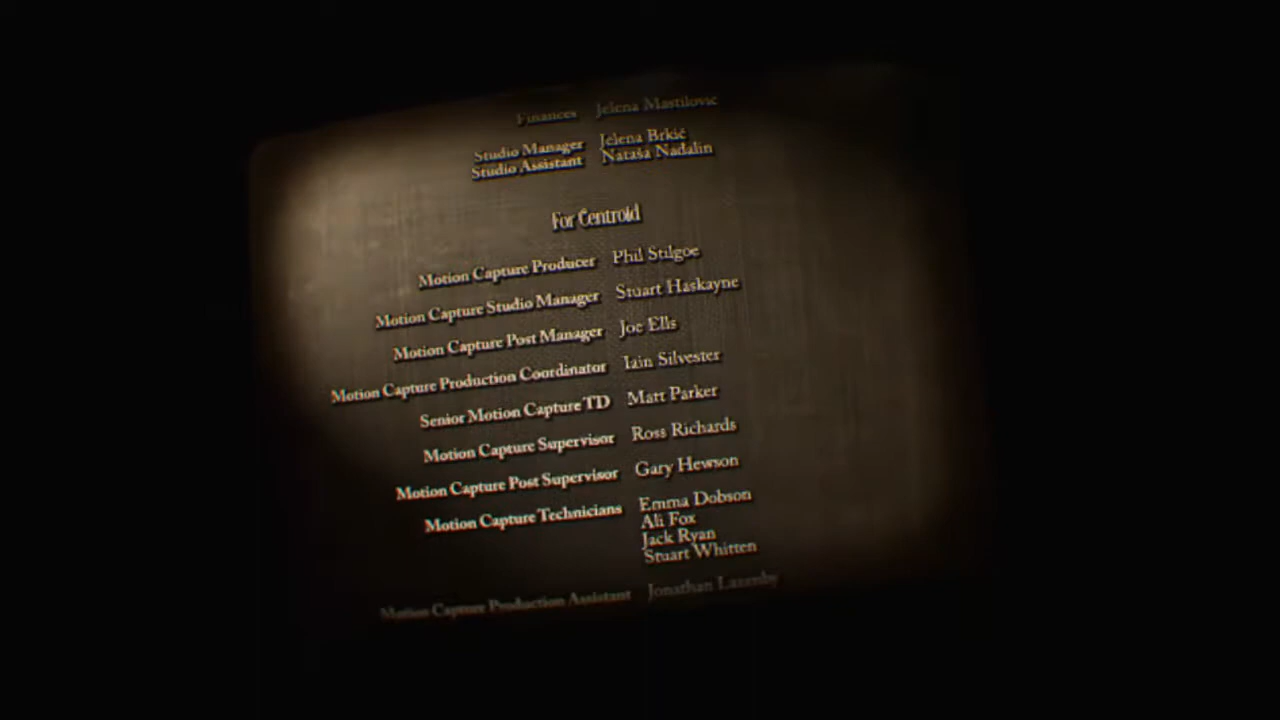 Finances Jelena Mastilović
Studio Manager Jelena Brkić
Studio Assistant Nataša Nadalin
For Centroid
Motion Capture Producer Phil Stilgoe
Motion Capture Studio Manager Stuart Haskayne
Motion Capture Post Manager Joe Ells
Motion Capture Production Coordinator Iain Silvester
Senior Motion Capture TD Matt Parker
Motion Capture Supervisor Ross Richards
Motion Capture Post Supervisor Gary Hewson
Motion Capture Technicians Emma Dobson
Ali Fox
Jack Ryan
Stuart Whitten
Motion Capture Production Assistant Jonathan Lazenby